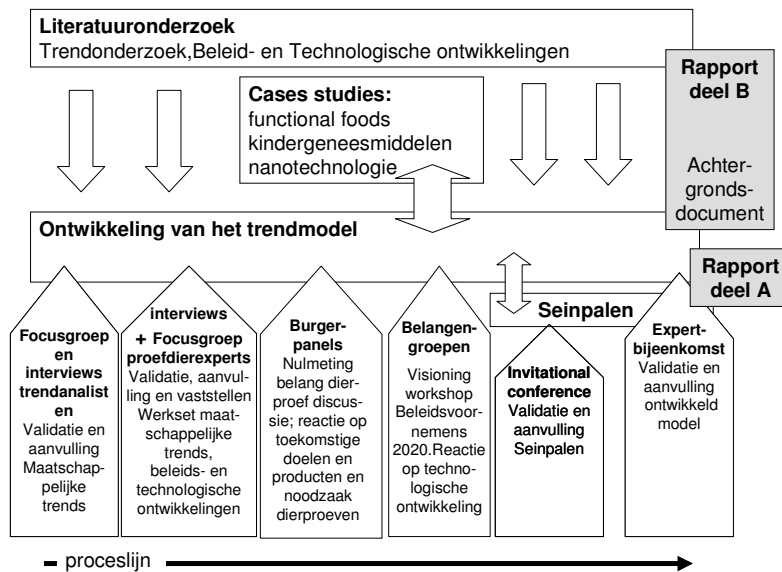 Literatuuronderzoek
Trendonderzoek,Beleid- en Technologische ontwikkelingen
Rapport
deel B
Achter-
gronds-
document
Cases studies:
functional foods
kindergeneesmiddelen
nanotechnologie
Ontwikkeling van het trendmodel
Rapport
deel A
Seinpalen
Focusgroep
en
interviews
trendanalist
en
Validatie en
aanvulling
Maatschap-
pelijke
trends
interviews
+ Focusgroep
proefdierexperts
Validatie, aanvul-
ling en vaststellen
Werkset maat-
schappelijke
trends,
beleids- en
technologische
ontwikkelingen
Burger-
panels
Nulmeting
belang dier-
proef discus-
sie; reactie op
toekomstige
doelen en
producten en
noodzaak
dierproeven
Belangen-
groepen
Visioning
workshop
Beleidsvoor-
nemens
2020.Reactie
op techno-
logische
ontwikkeling
Invitational
conference
Validatie en
aanvulling
Seinpalen
Expert-
bijeenkomst
Validatie en
aanvulling
ontwikkeld
model
proceslijn